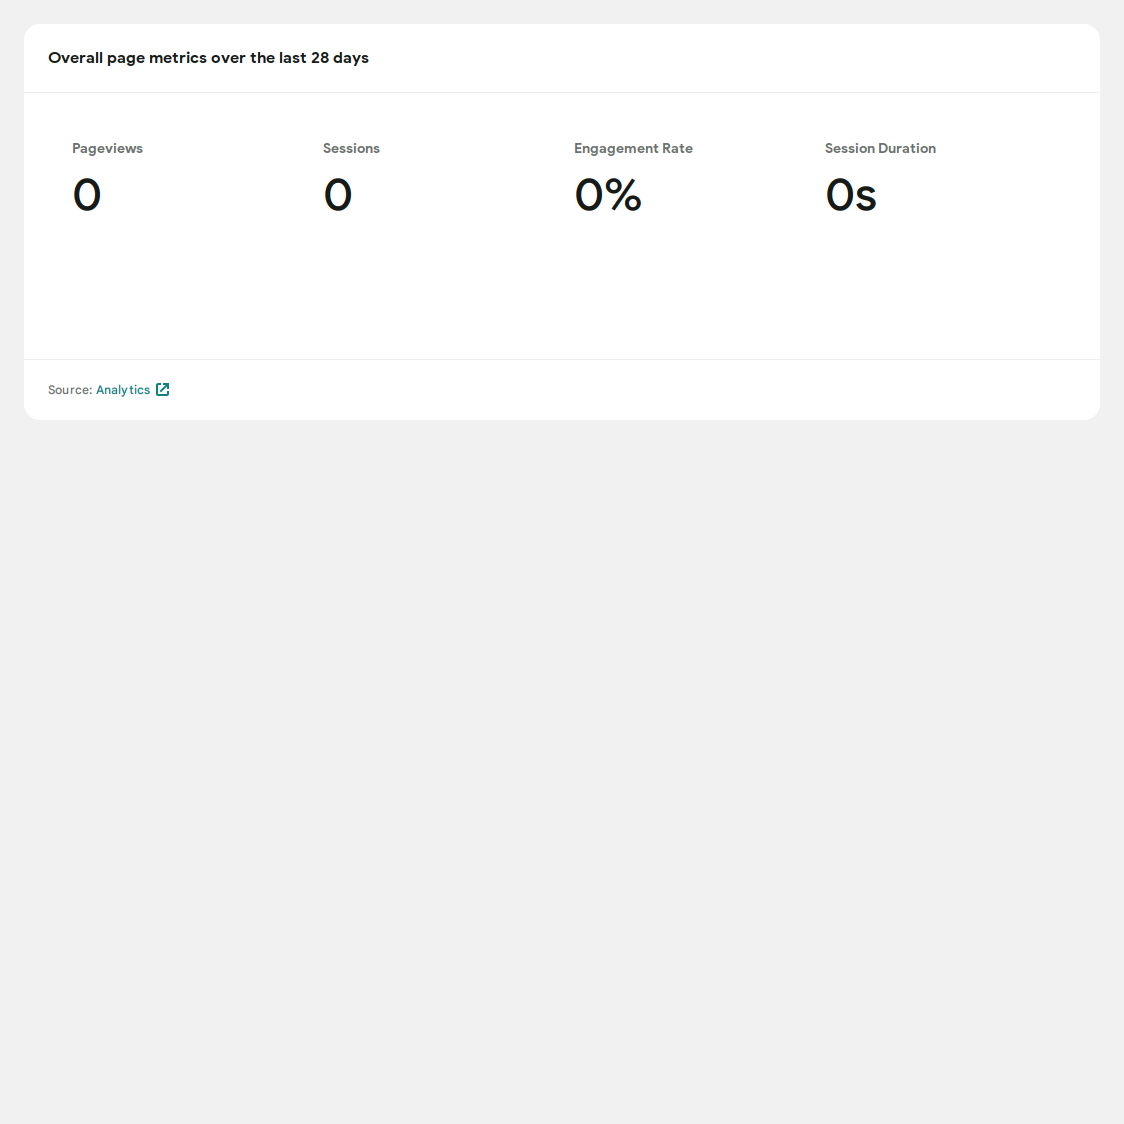 Overall page metrics over the last 28 days
Pageviews
0
Sessions
0
Engagement Rate
0%
Session Duration
0s
Source: Analytics